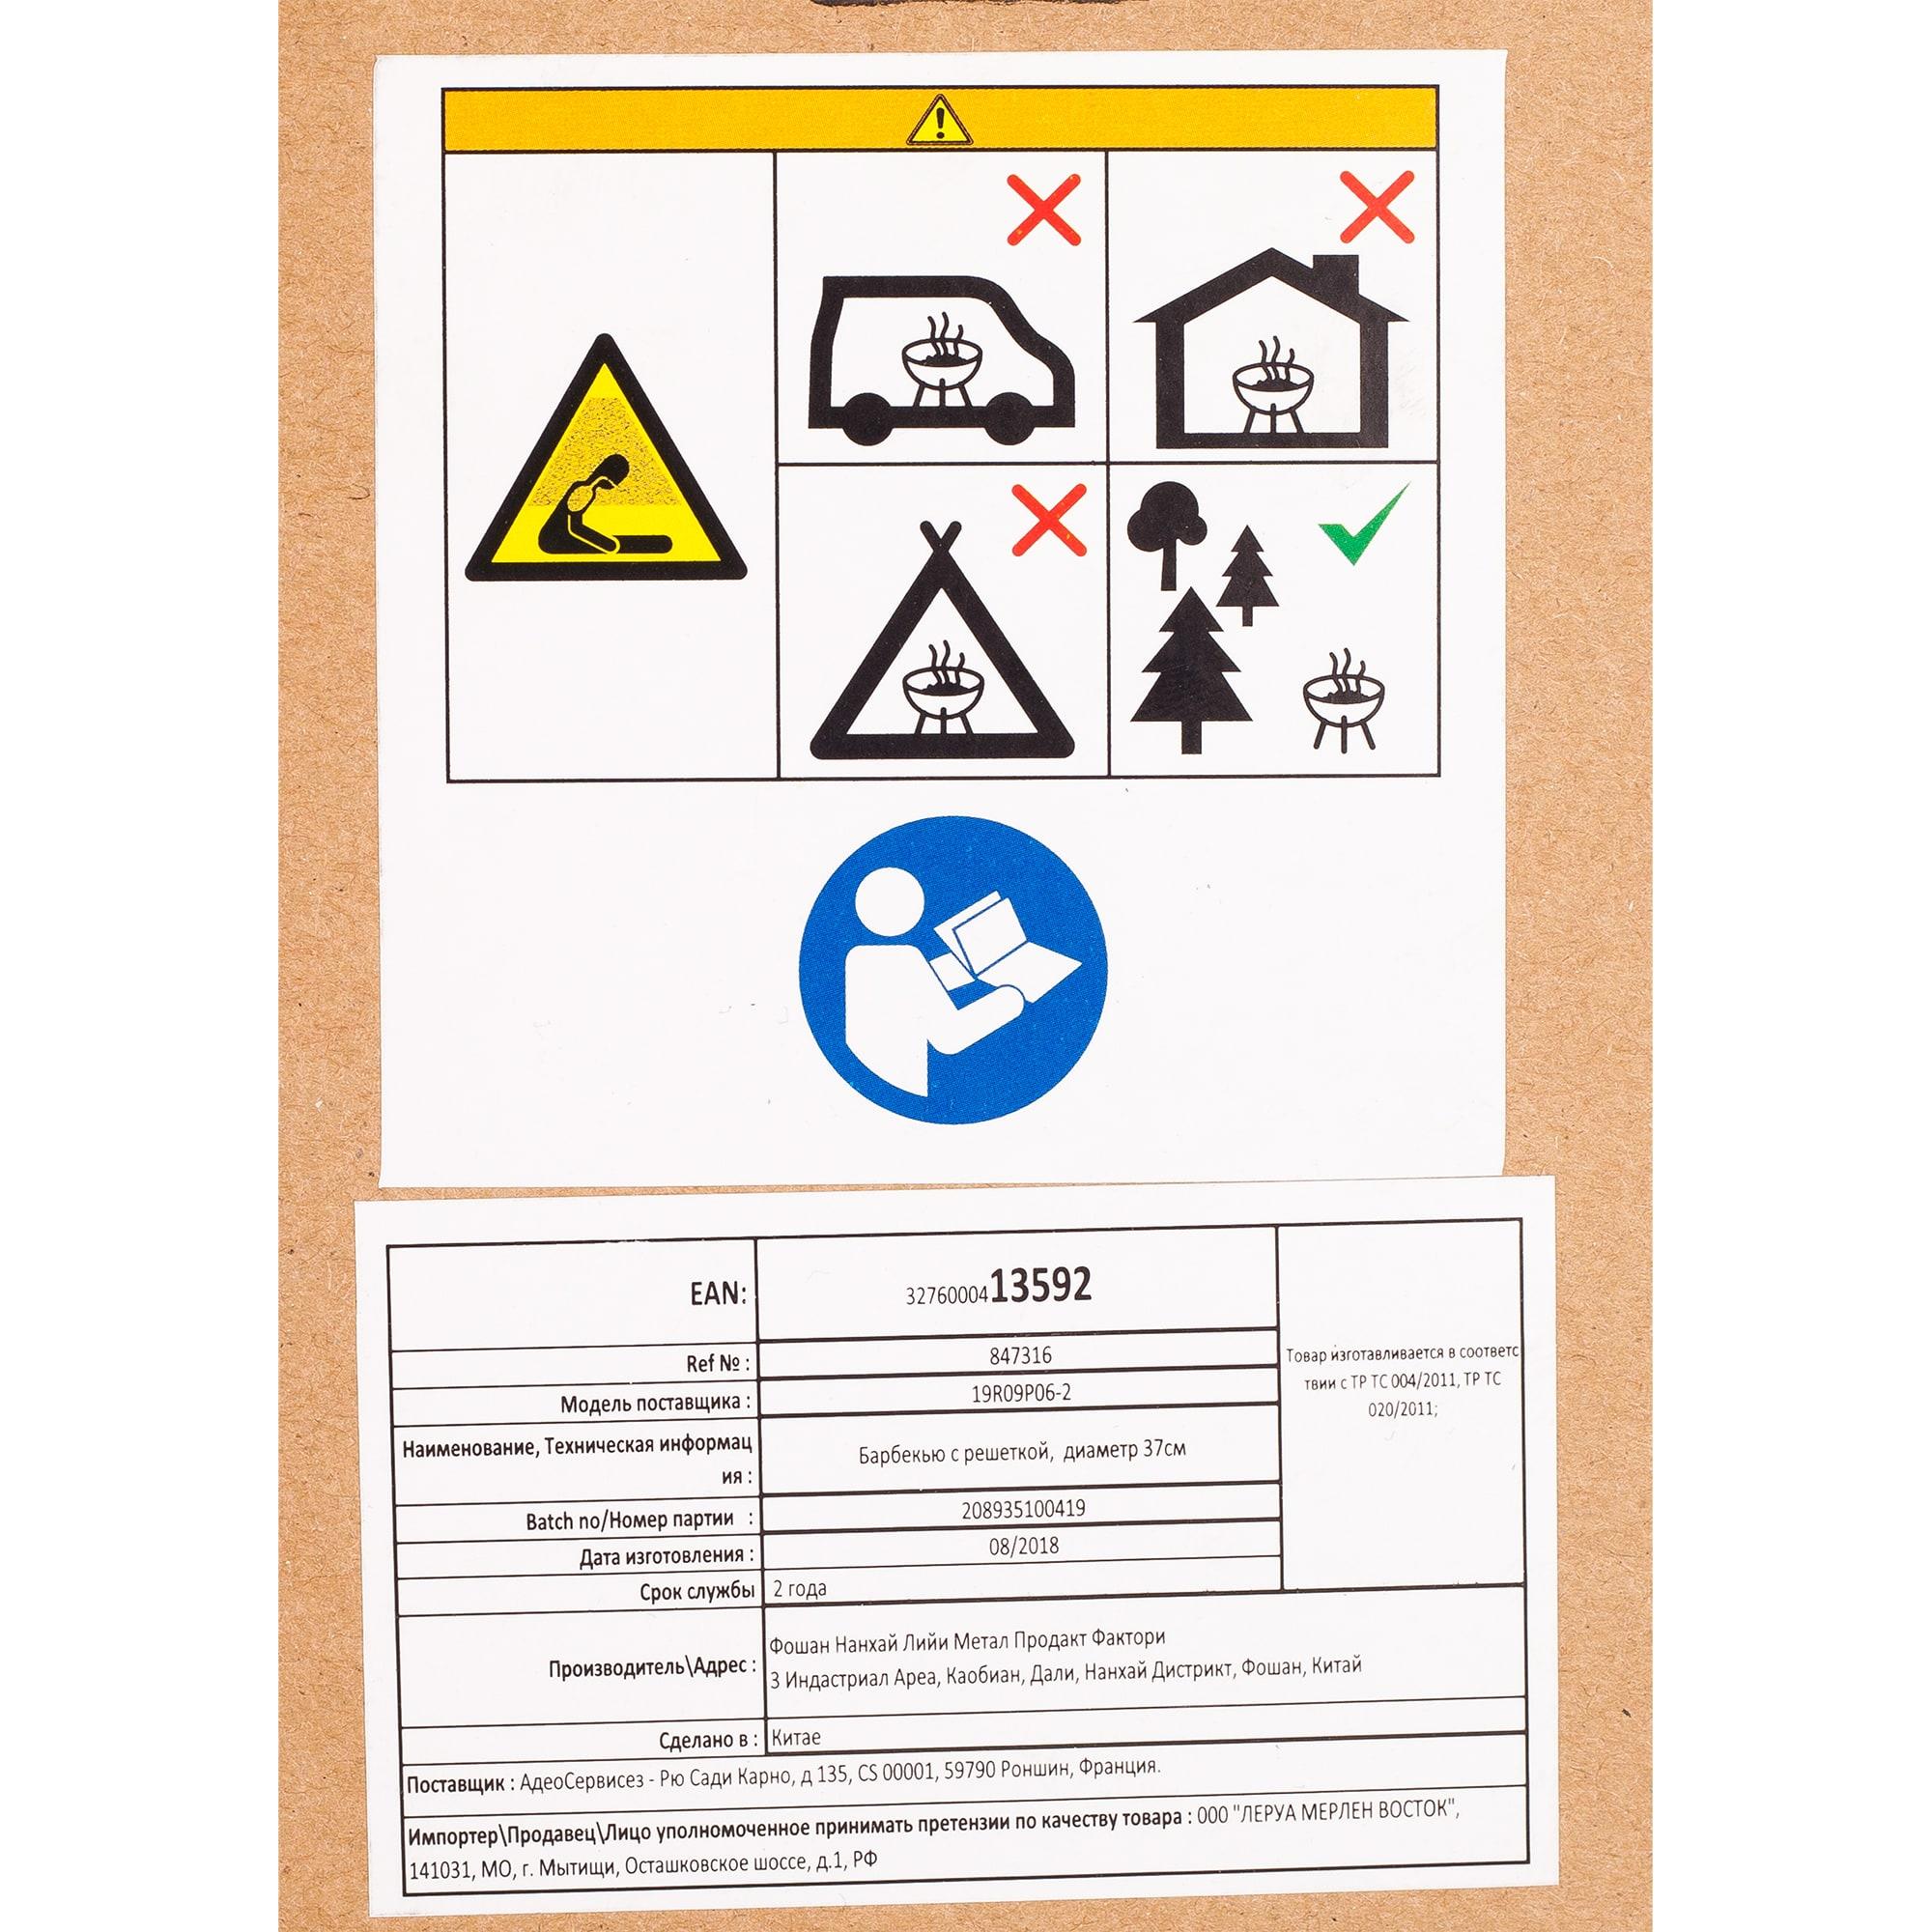 EAN: 3276000413592
Ref № : 847316
Модель поставщика : 19R09P06-2
Наименование, Техническая информац
ия :
Барбекью с решеткой, диаметр 37см
Batch no/Номер партии : 208935100419
Дата изготовления : 08/2018
Срок службы 2 года
Товар изготавливается в соответс
твии с ТР ТС 004/2011, ТР ТС
020/2011;
Производитель\Адрес :
Фошан Нанхай Лийи Метал Продакт Фактори
3 Индастриал Ареа, Каобиан, Дали, Нанхай Дистрикт, Фошан, Китай
Сделано в : Китае
Поставщик : АдеоСервисез - Рю Сади Карно, д 135, CS 00001, 59790 Роншин, Франция.
Импортер\Продавец\Лицо уполномоченное принимать претензии по качеству товара : ООО "ЛЕРУА МЕРЛЕН ВОСТОК",
141031, МО, г. Мытищи, Осташковское шоссе, д.1, РФ